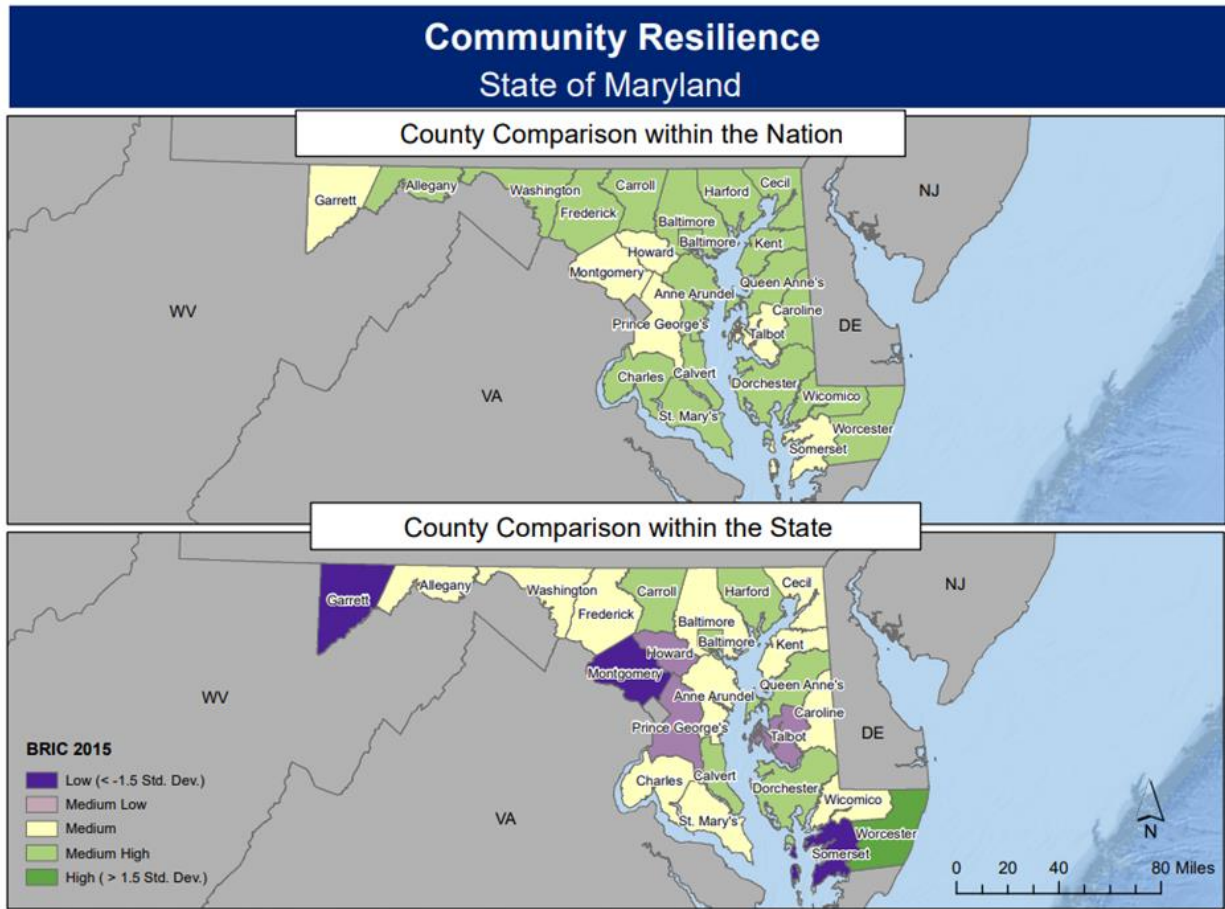 Community Resilience
State of Maryland
County Comparison within the Nation
Garrett
Allegany
Washington
Frederick
Carroll
Baltimore
Harford
Cecil
NJ
Baltimore
Kent
Howard
Montgomery
Anne Arundel
Queen Anne's
Caroline
Prince George's
Talbot
DE
WV
Charles
Calvert
Dorchester
VA
St. Mary's
Wicomico
Worcester
Somerset
County Comparison within the State
Garrett
Allegany
Washington
Frederick
Carroll
Baltimore
Harford
Cecil
NJ
Baltimore
Kent
Howard
Montgomery
Anne Arundel
Queen Anne's
Caroline
Prince George's
Talbot
DE
WV
Charles
Calvert
Dorchester
VA
St. Mary's
Wicomico
Worcester
Somerset
BRIC 2015
Low (< -1.5 Std. Dev.)
Medium Low
Medium
Medium High
High ( > 1.5 Std. Dev.)
N
0 20 40 80 Miles